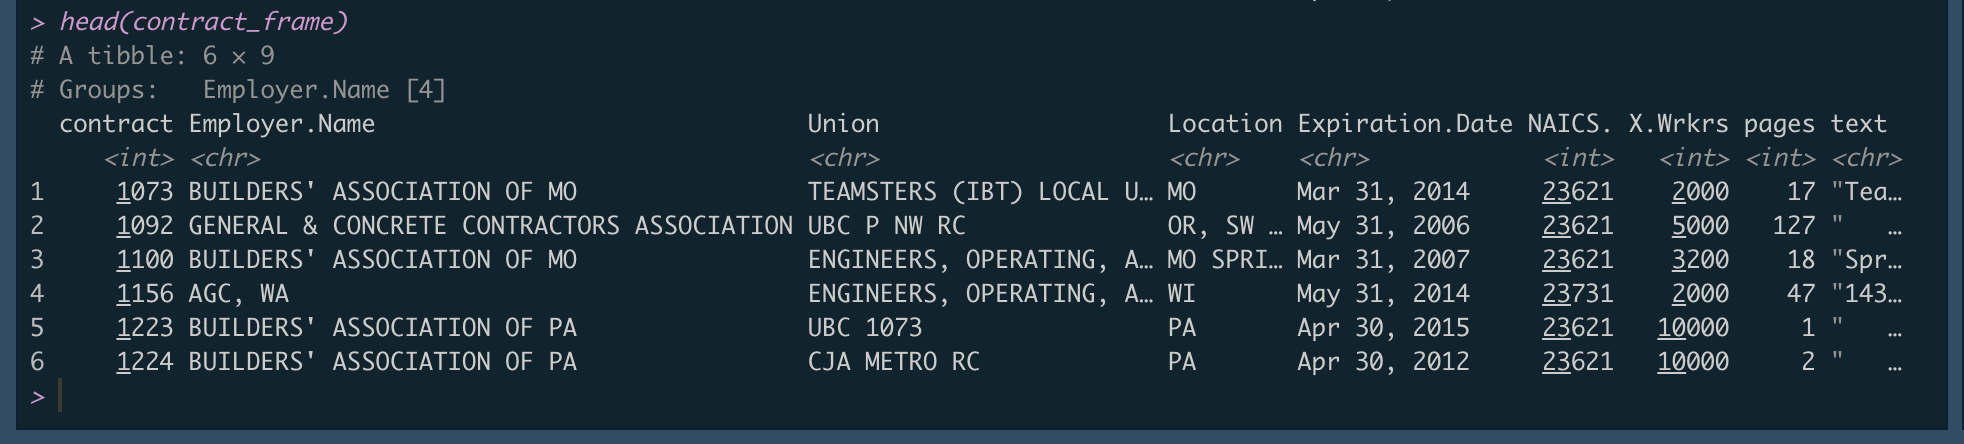 > head(contract_frame)
# A tibble: 6 × 9
# Groups:   Employer.Name [4]
  contract Employer.Name                              Union                    Location Expiration.Date NAICS. X.Wrkrs pages text
     <int> <chr>                                      <chr>                    <chr>    <chr>            <int>   <int> <int> <chr>
1     1073 BUILDERS' ASSOCIATION OF MO                TEAMSTERS (IBT) LOCAL U… MO       Mar 31, 2014     23621    2000    17 "Tea…
2     1092 GENERAL & CONCRETE CONTRACTORS ASSOCIATION UBC P NW RC              OR, SW … May 31, 2006     23621    5000   127 "   …
3     1100 BUILDERS' ASSOCIATION OF MO                ENGINEERS, OPERATING, A… MO SPRI… Mar 31, 2007     23621    3200    18 "Spr…
4     1156 AGC, WA                                    ENGINEERS, OPERATING, A… WI       May 31, 2014     23731    2000    47 "143…
5     1223 BUILDERS' ASSOCIATION OF PA                UBC 1073                 PA       Apr 30, 2015     23621   10000     1 "   …
6     1224 BUILDERS' ASSOCIATION OF PA                CJA METRO RC             PA       Apr 30, 2012     23621   10000     2 "   …
>